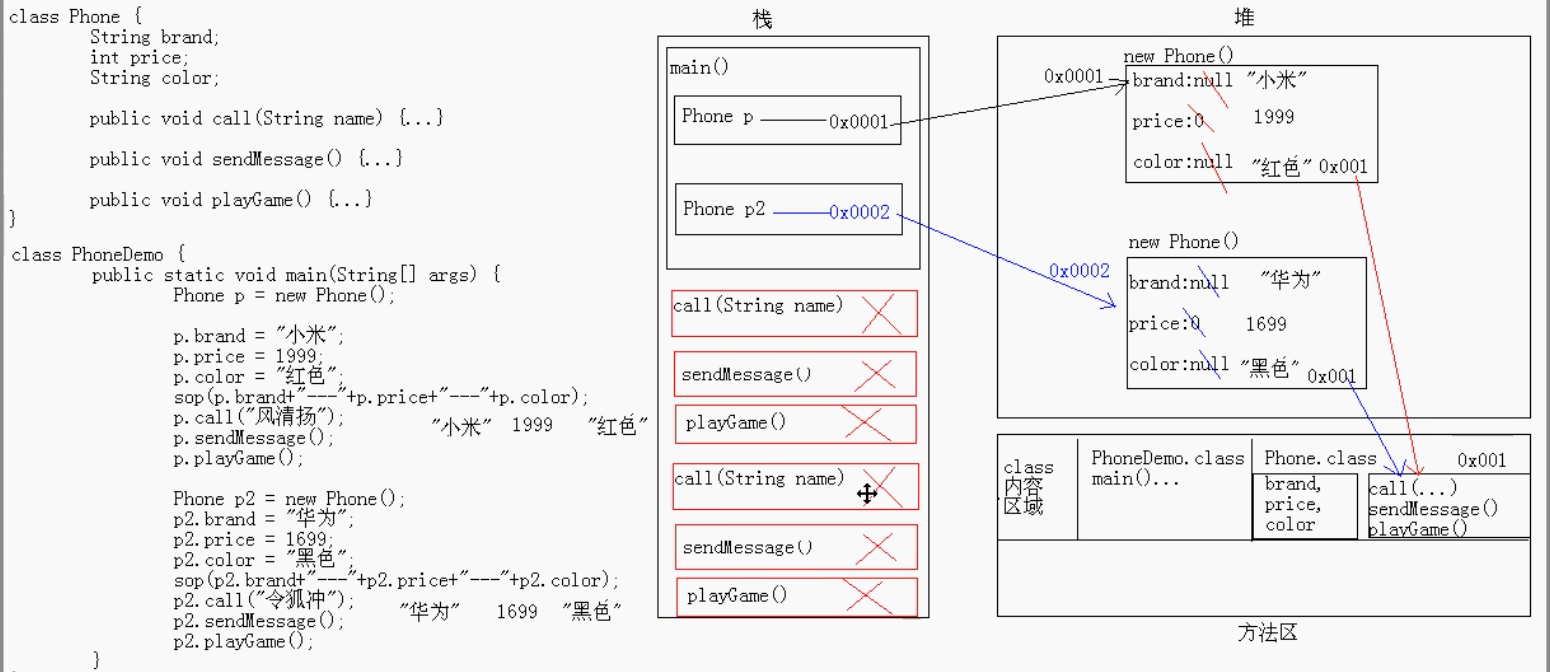 class Phone {
String brand;
int price;
String color;
public void call(String name) {...}
public void sendMessage() {...}
public void playGame() {...}
}
class PhoneDemo {
public static void main(String[] args) {
Phone p = new Phone();
p.brand = "小米";
p.price = 1999;
p.color = "红色";
sop(p.brand+"---"+p.price+"---"+p.color);
p.call("风清扬");
"小米" 1999 "红色"
p.sendMessage();
p.playGame();
Phone p2 = new Phone();
p2.brand = "华为";
p2.price = 1699;
p2.color = "黑色";
sop(p2.brand+"---"+p2.price+"---"+p2.color);
p2.call("令狐冲");
"华为" 1699 "黑色"
p2.sendMessage();
p2.playGame();
}
栈
main()
Phone p 0x0001
Phone p2 0x0002
call(String name)
sendMessage()
playGame()
call(String name)
sendMessage()
playGame()
堆
new Phone()
0x0001
brand:null "小米"
price:0 1999
color:null "红色" 0x001
new Phone()
0x0002
brand:null "华为"
price:0 1699
color:null "黑色" 0x001
class
内容
区域
PhoneDemo.class
main()...
Phone.class 0x001
brand,
price,
color
call(...)
sendMessage()
playGame()
方法区